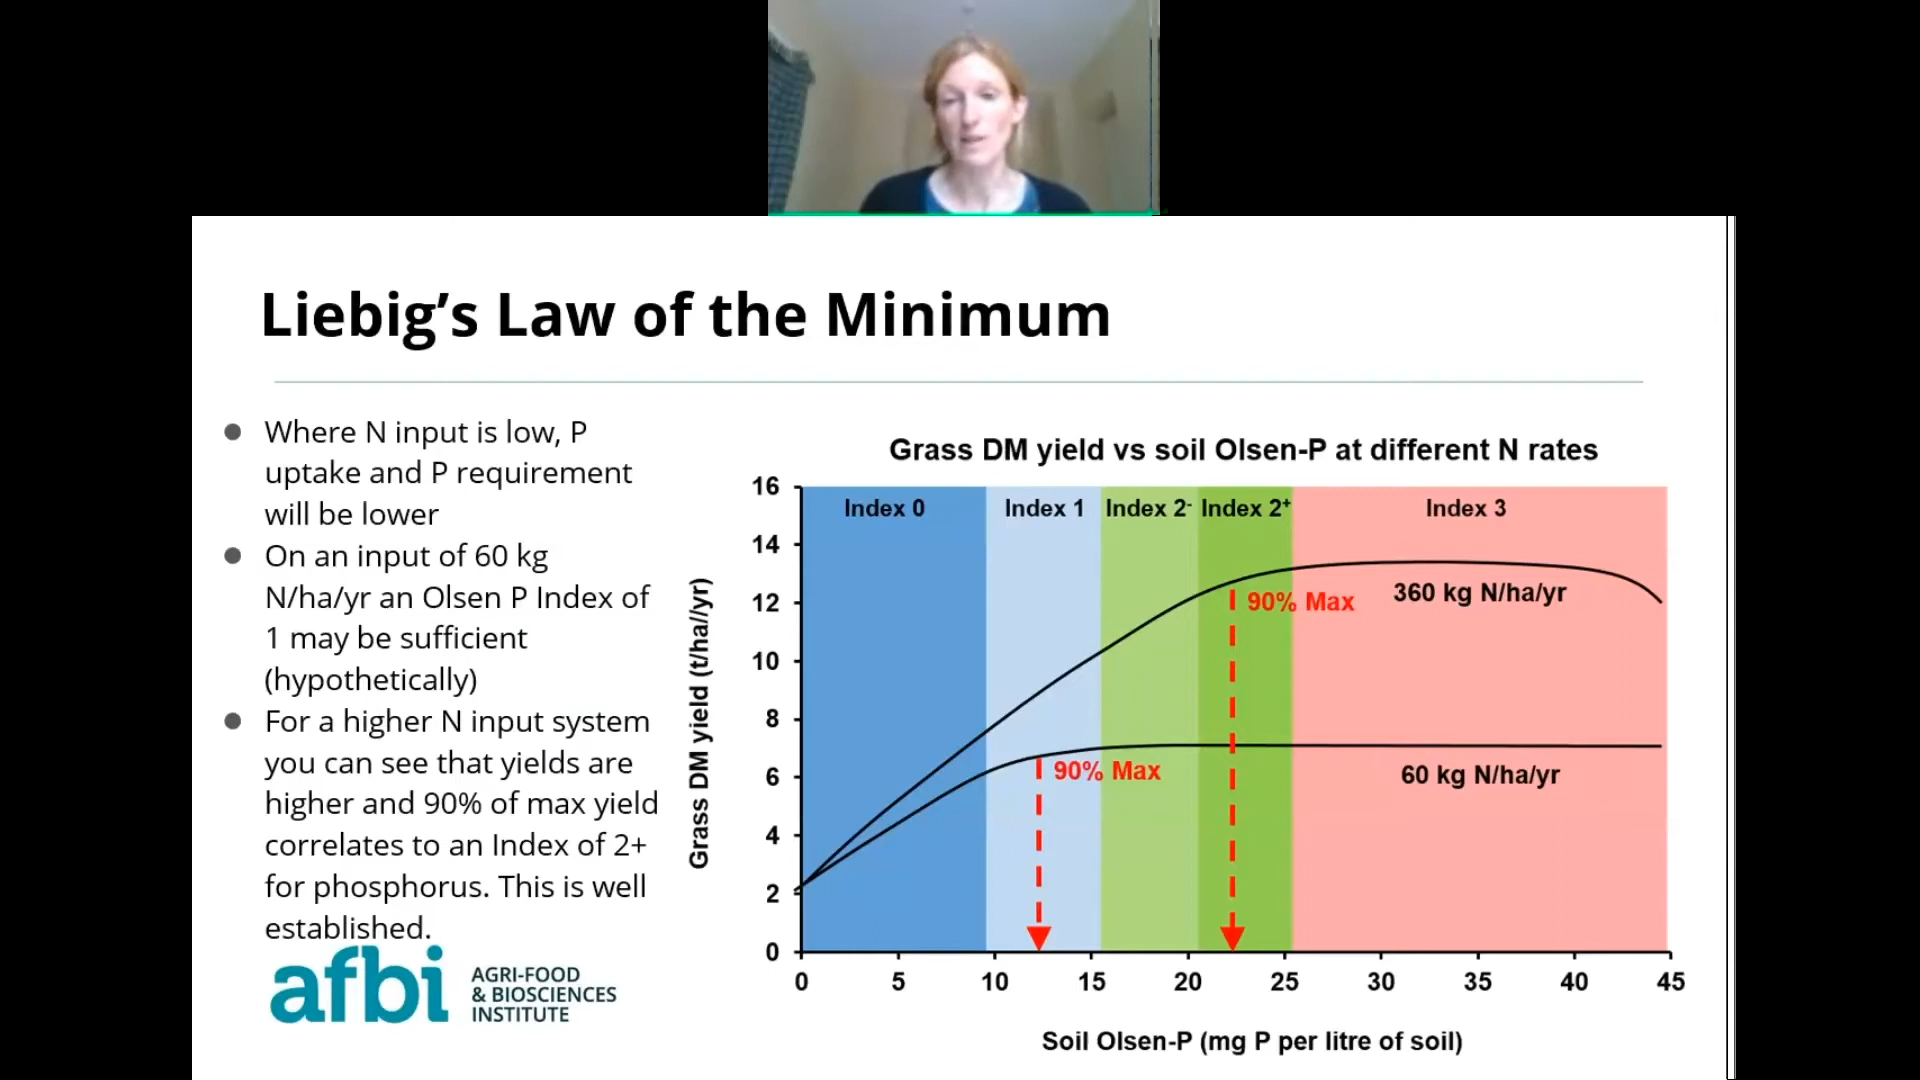 Liebig’s Law of the Minimum
● Where N input is low, P
uptake and P requirement
will be lower
● On an input of 60 kg
N/ha/yr an Olsen P Index of
1 may be sufficient
(hypothetically)
● For a higher N input system
you can see that yields are
higher and 90% of max yield
correlates to an Index of 2+
for phosphorus. This is well
established.
afbi
AGRI-FOOD
& BIOSCIENCES
INSTITUTE
Grass DM yield vs soil Olsen-P at different N rates
Index 0 Index 1 Index 2- Index 2+ Index 3
16
14
12
10
8
6
4
2
0
Grass DM yield (t/ha//yr)
360 kg N/ha/yr
90% Max
90% Max
60 kg N/ha/yr
0 5 10 15 20 25 30 35 40 45
Soil Olsen-P (mg P per litre of soil)